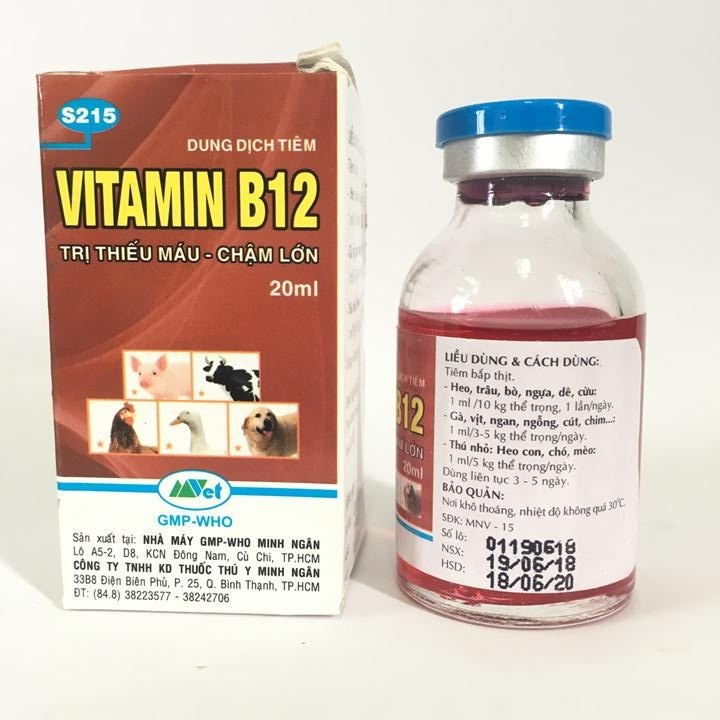 S215
DUNG DỊCH TIÊM
VITAMIN B12
TRỊ THIẾU MÁU - CHẬM LỚN
20ml
Vet
GMP-WHO
Sản xuất tại: NHÀ MÁY GMP-WHO MINH NGÂN
Lô A5-2, D8, KCN Đông Nam, Củ Chi, TP.HCM
CÔNG TY TNHH KD THUỐC THÚ Y MINH NGÂN
33B8 Điện Biên Phủ, P. 25, Q. Bình Thạnh, TP.HCM
ĐT: (84.8) 38223577 - 38242706
DỊCH TIÊM
B12
LỚN
20ml
LIỀU DÙNG & CÁCH DÙNG:
Tiêm bắp thịt.
- Heo, trâu, bò, ngựa, dê, cừu:
1 ml /10 kg thể trọng, 1 lần/ngày.
- Gà, vịt, ngan, ngỗng, cút, chim...:
1 ml/3-5 kg thể trọng/ngày.
- Thú nhỏ: Heo con, chó, mèo:
1 ml/5 kg thể trọng/ngày.
Dùng liên tục 3 - 5 ngày.
BẢO QUẢN:
Nơi khô thoáng, nhiệt độ không quá 30°C.
SĐK: MNV - 15
Số lô: 01190618
NSX: 19/06/18
HSD: 18/06/20